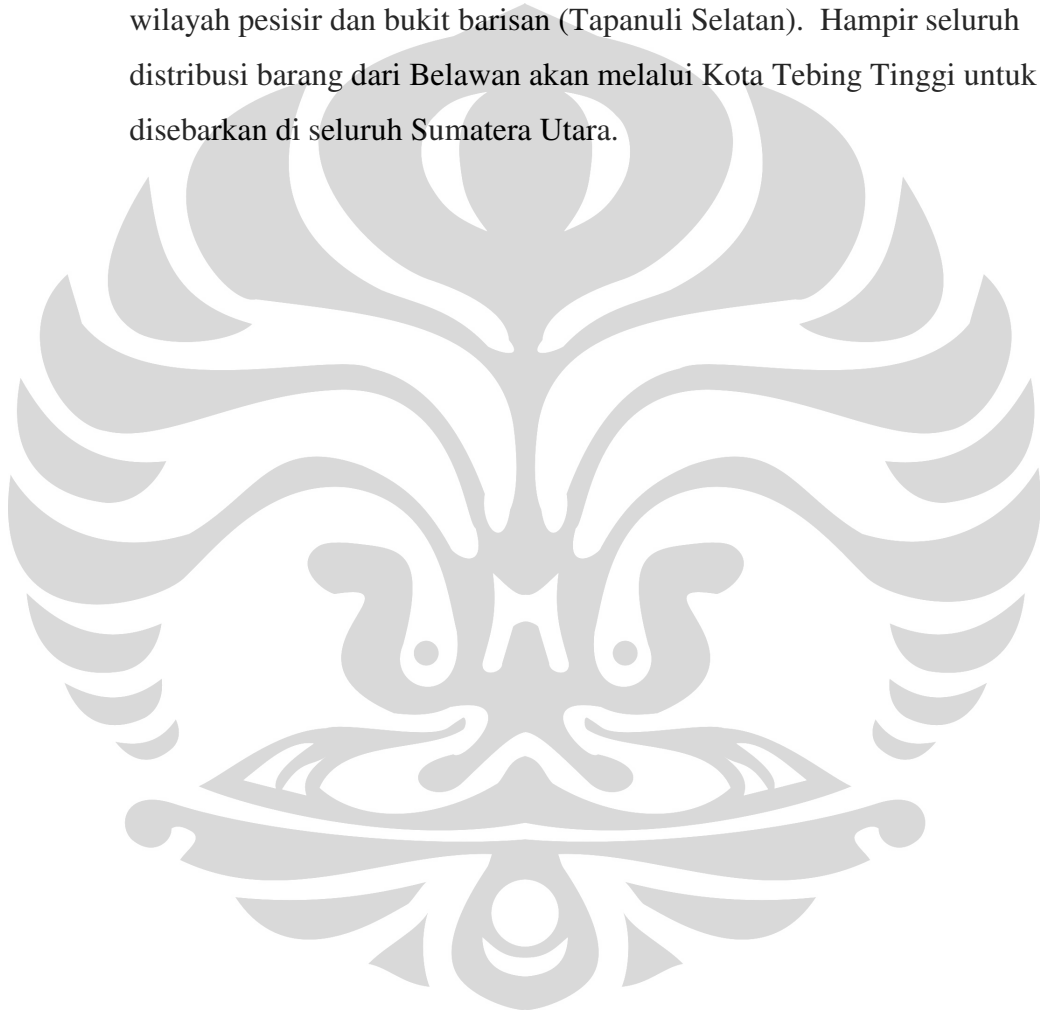 wilayah pesisir dan bukit barisan (Tapanuli Selatan).  Hampir seluruh
distribusi barang dari Belawan akan melalui Kota Tebing Tinggi untuk
disebarkan di seluruh Sumatera Utara.